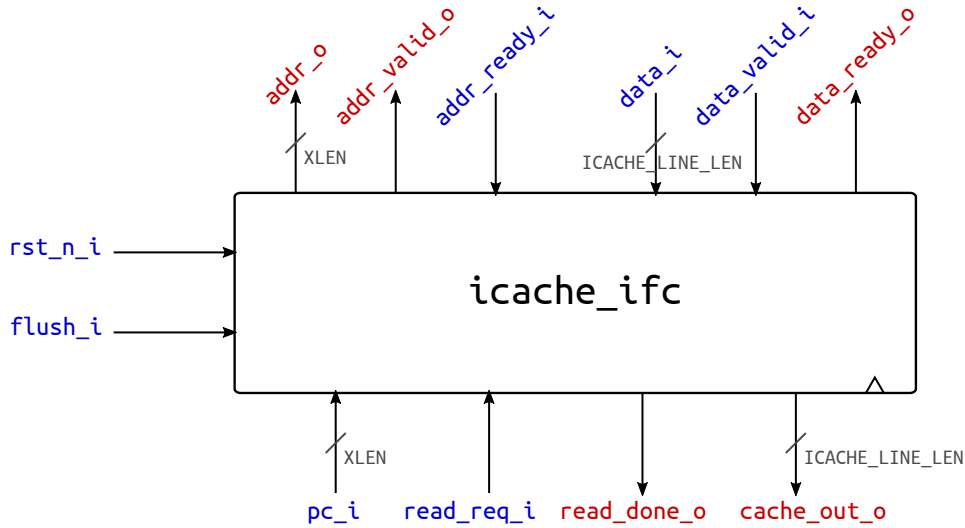 addr_o
addr_valid_o
addr_ready_i
data_i
data_valid_i
data_ready_o
XLEN
ICACHE_LINE_LEN
rst_n_i
icache_ifc
flush_i
XLEN
ICACHE_LINE_LEN
pc_i
read_req_i
read_done_o
cache_out_o